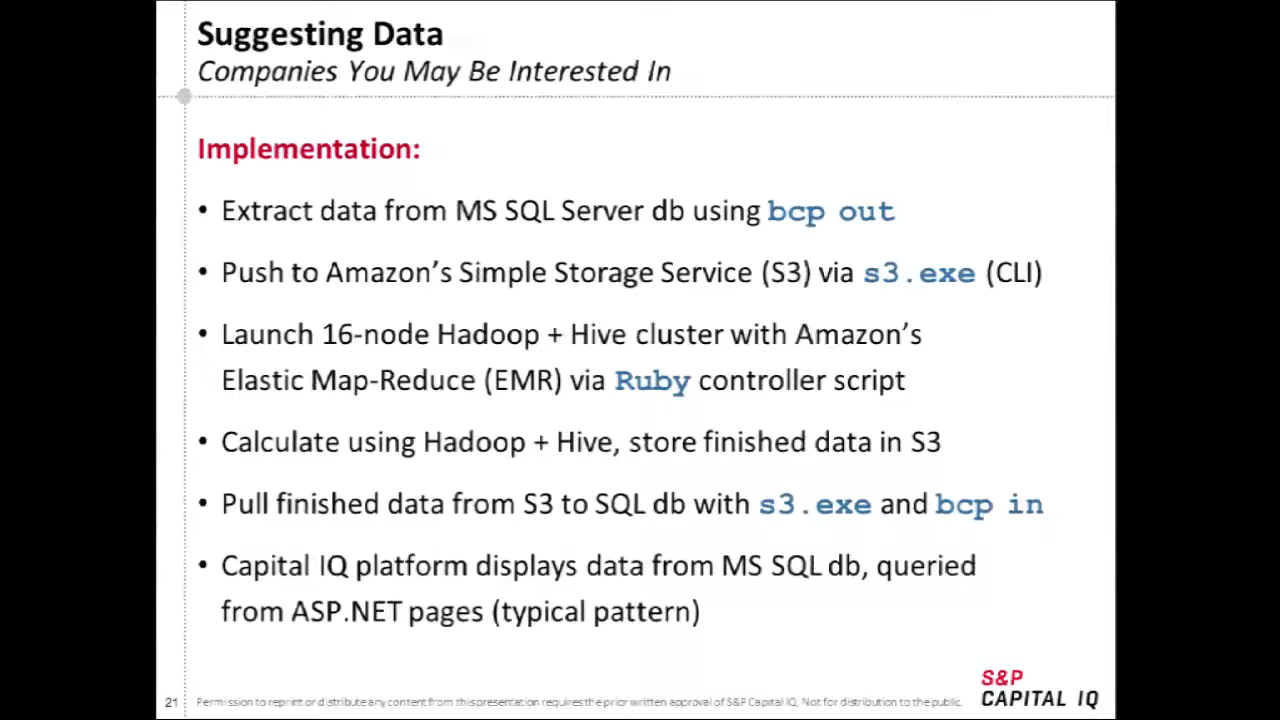 Suggesting Data
Companies You May Be Interested In
Implementation:
• Extract data from MS SQL Server db using bcp out
• Push to Amazon's Simple Storage Service (S3) via s3.exe (CLI)
• Launch 16-node Hadoop + Hive cluster with Amazon's
Elastic Map-Reduce (EMR) via Ruby controller script
• Calculate using Hadoop + Hive, store finished data in S3
• Pull finished data from S3 to SQL db with s3.exe and bcp in
• Capital IQ platform displays data from MS SQL db, queried
from ASP.NET pages (typical pattern)
21 Permission to reprint or distribute any content from this presentation requires the prior written approval of S&P Capital IQ. Not for distribution to the public.
S&P
CAPITAL IQ